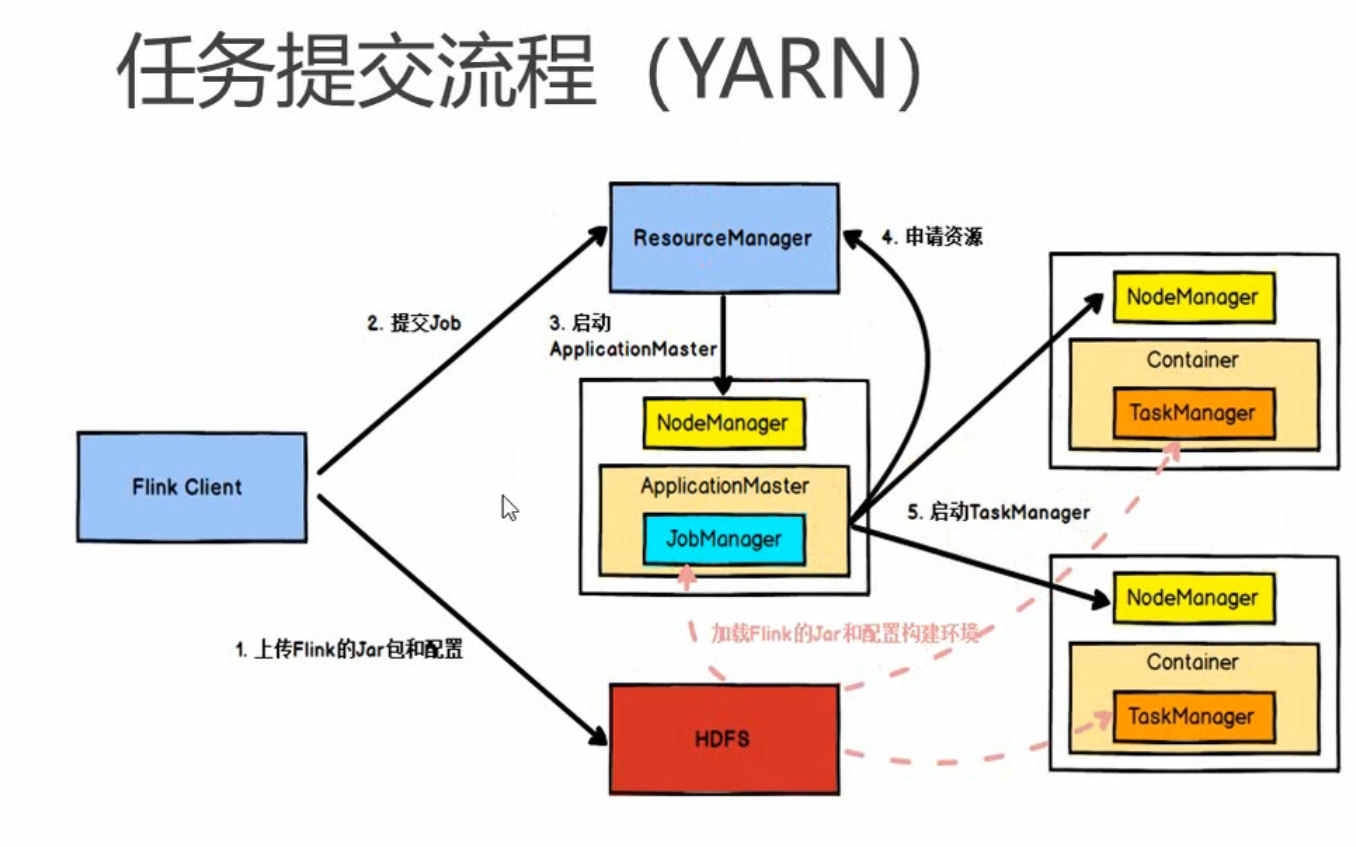 任务提交流程（YARN）
ResourceManager
4. 申请资源
NodeManager
Container
TaskManager
2. 提交Job
3. 启动
ApplicationMaster
NodeManager
ApplicationMaster
JobManager
Flink Client
5. 启动TaskManager
NodeManager
Container
TaskManager
加载Flink的Jar和配置构建环境
1. 上传Flink的Jar包和配置
HDFS